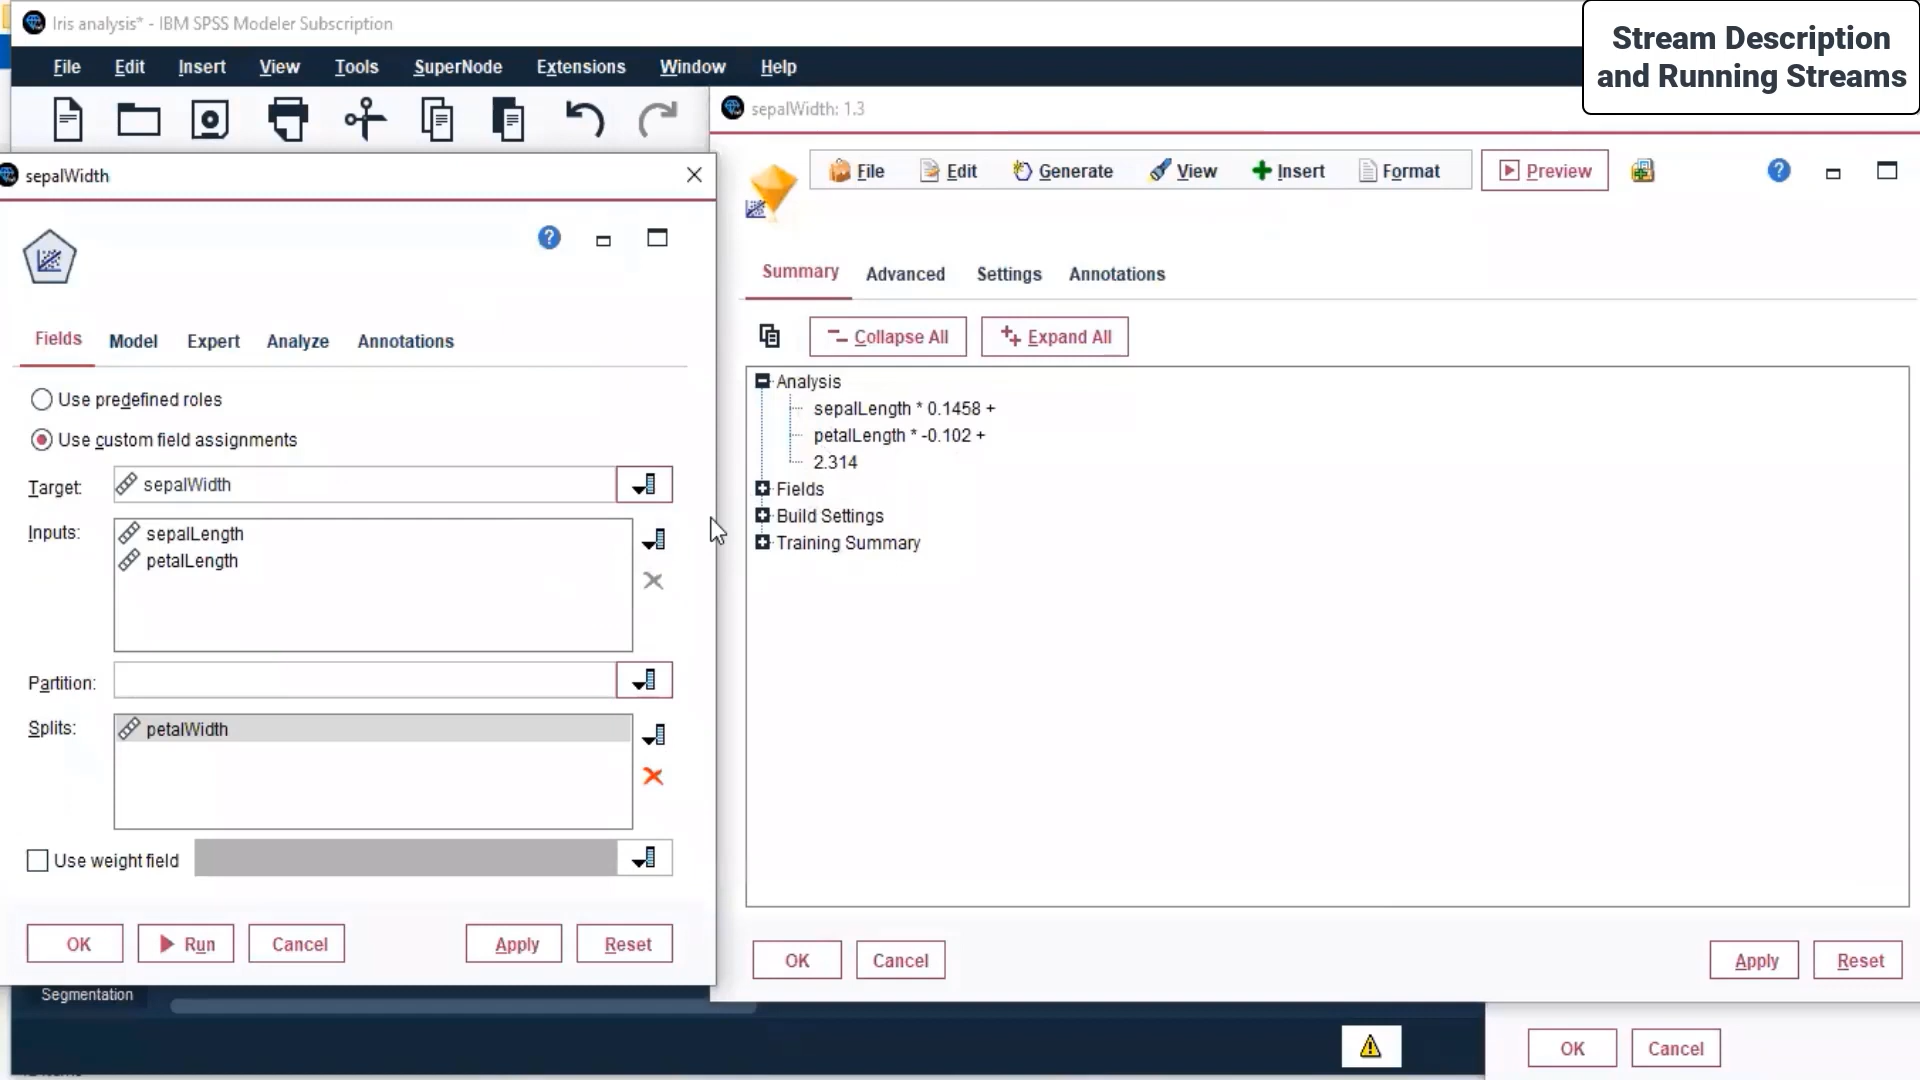 Iris analysis* - IBM SPSS Modeler Subscription
Stream Description
and Running Streams
File Edit Insert View Tools SuperNode Extensions Window Help
sepalWidth: 1.3
File Edit Generate View Insert Format Preview
Summary Advanced Settings Annotations
Collapse All Expand All
Analysis
sepalLength * 0.1458 +
petalLength * -0.102 +
2.314
Fields
Build Settings
Training Summary
OK Cancel Apply Reset
sepalWidth
Fields Model Expert Analyze Annotations
Use predefined roles
Use custom field assignments
Target: sepalWidth
Inputs: sepalLength
petalLength
Partition:
Splits: petalWidth
Use weight field
OK Run Cancel Apply Reset
Segmentation
OK Cancel